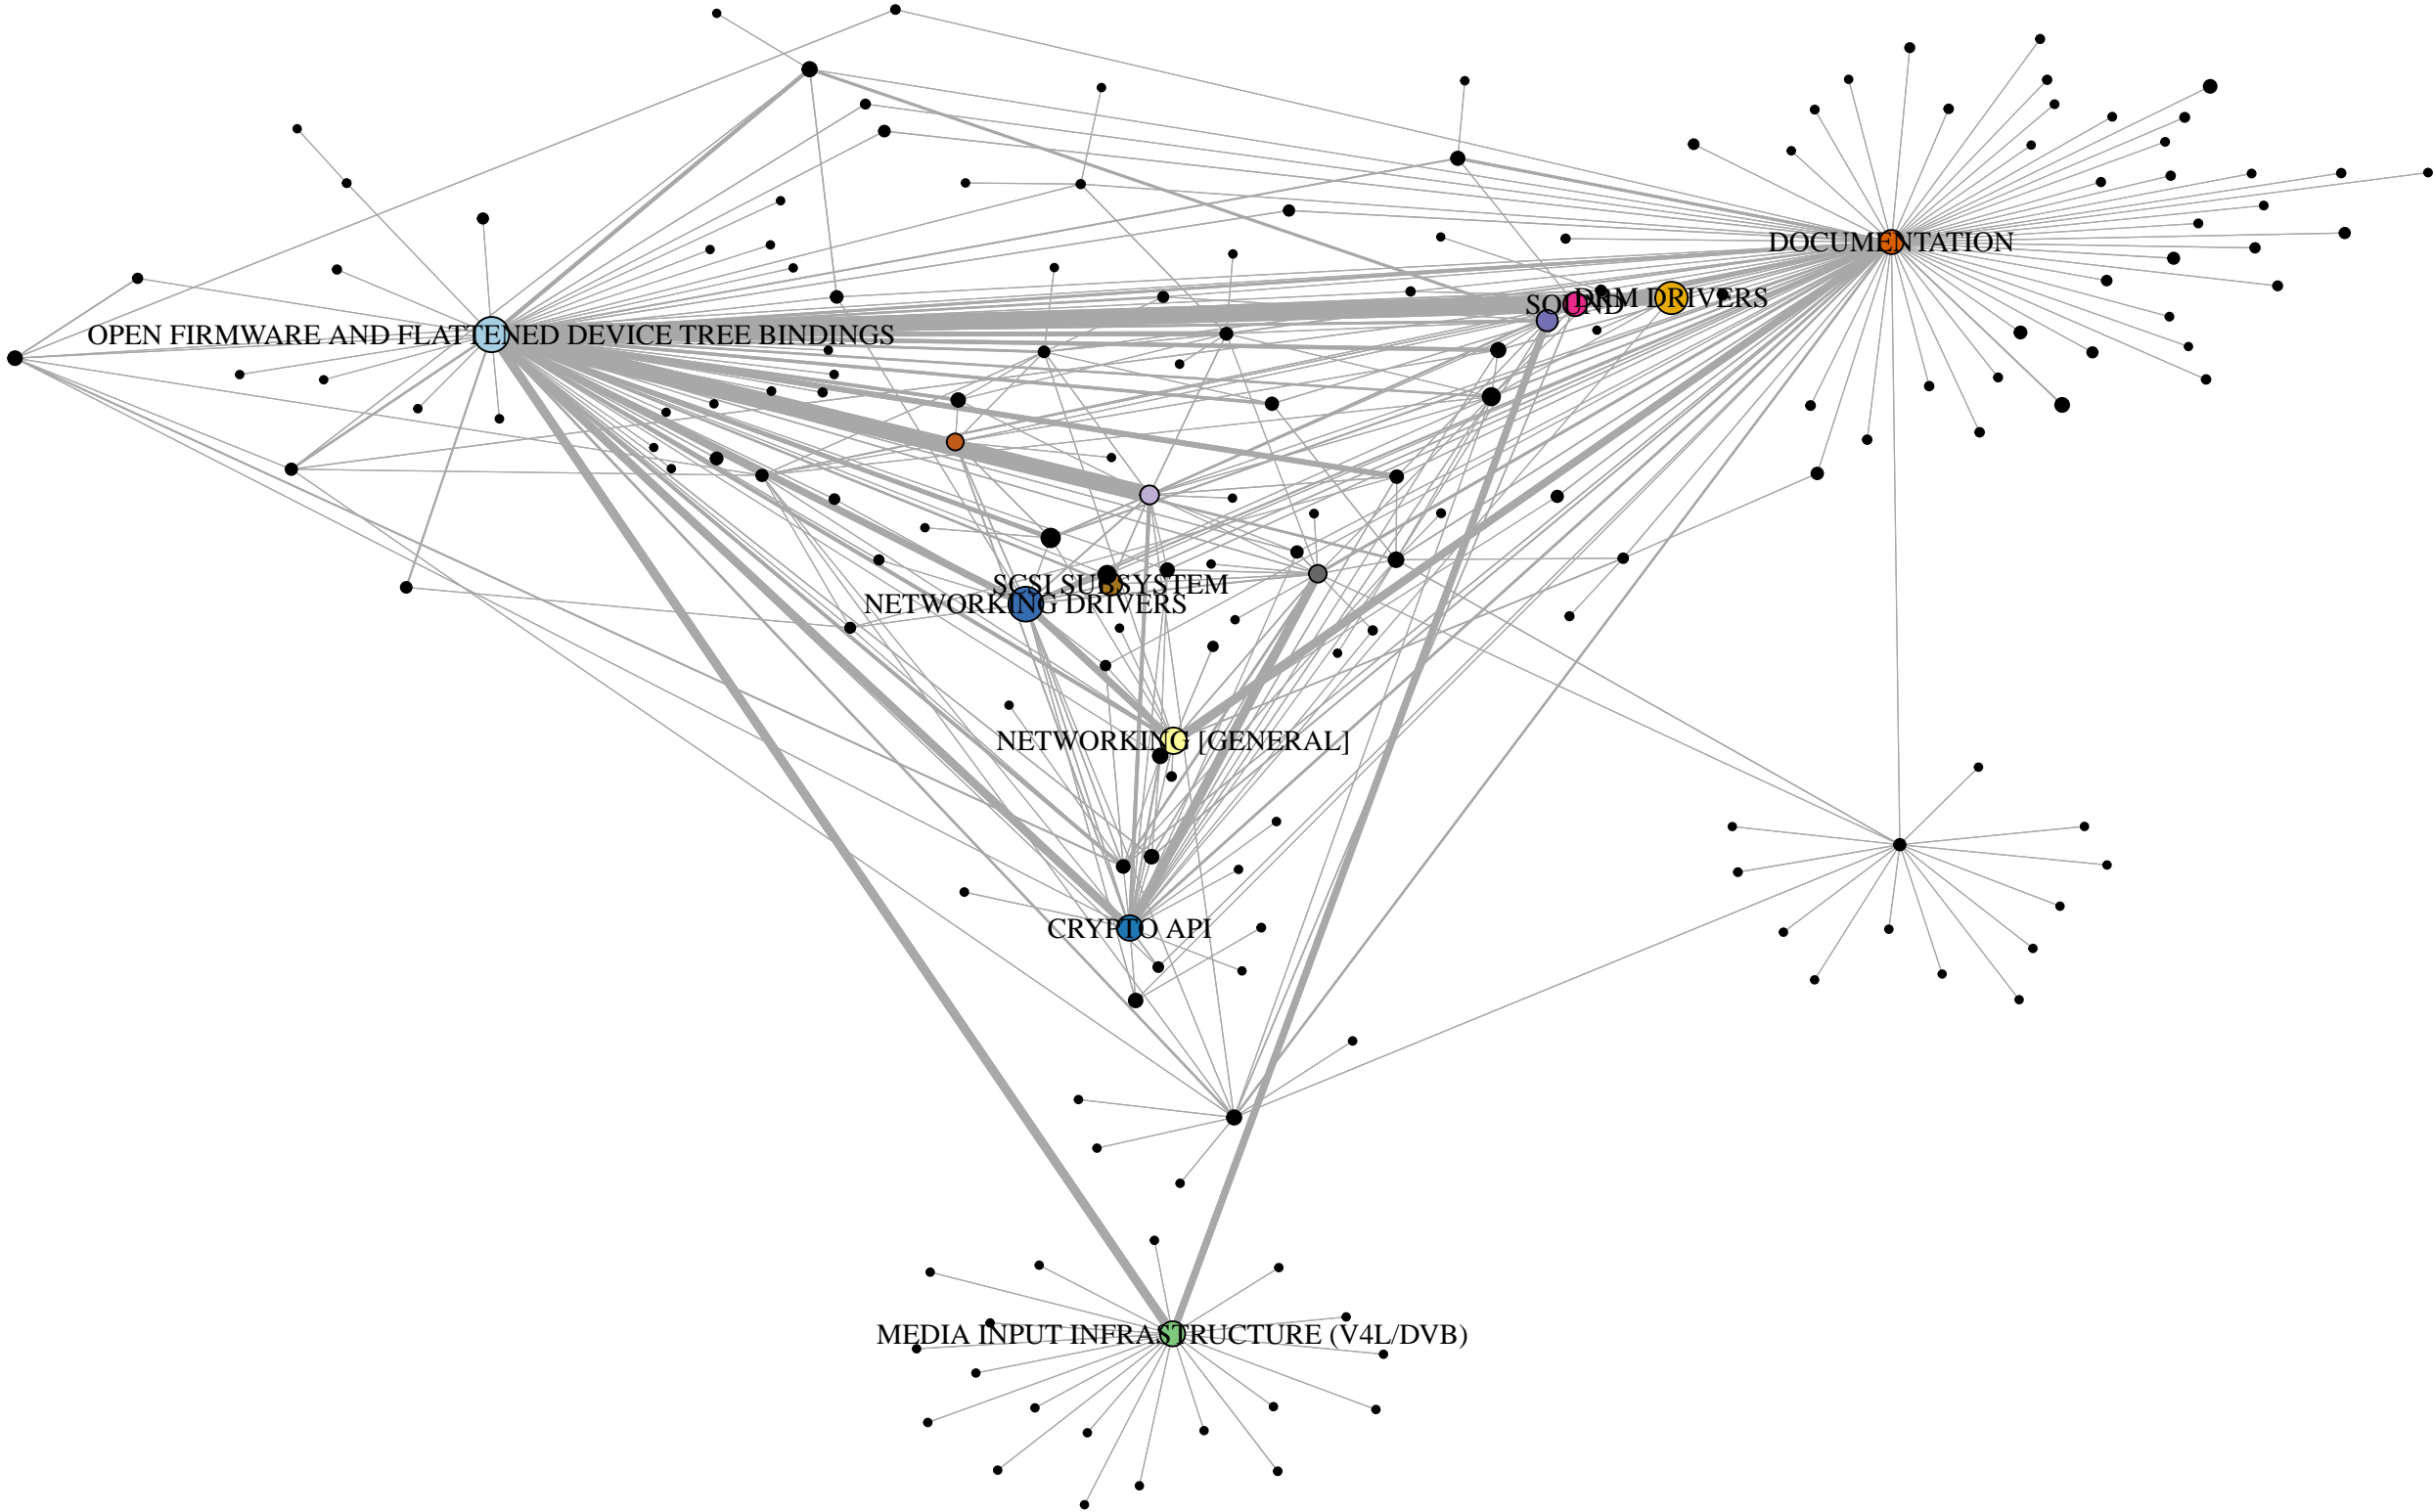 DOCUMENTATION
DRM DRIVERS
SOUND
OPEN FIRMWARE AND FLATTENED DEVICE TREE BINDINGS
SCSI SUBSYSTEM
NETWORKING DRIVERS
NETWORKING [GENERAL]
CRYPTO API
MEDIA INPUT INFRASTRUCTURE (V4L/DVB)